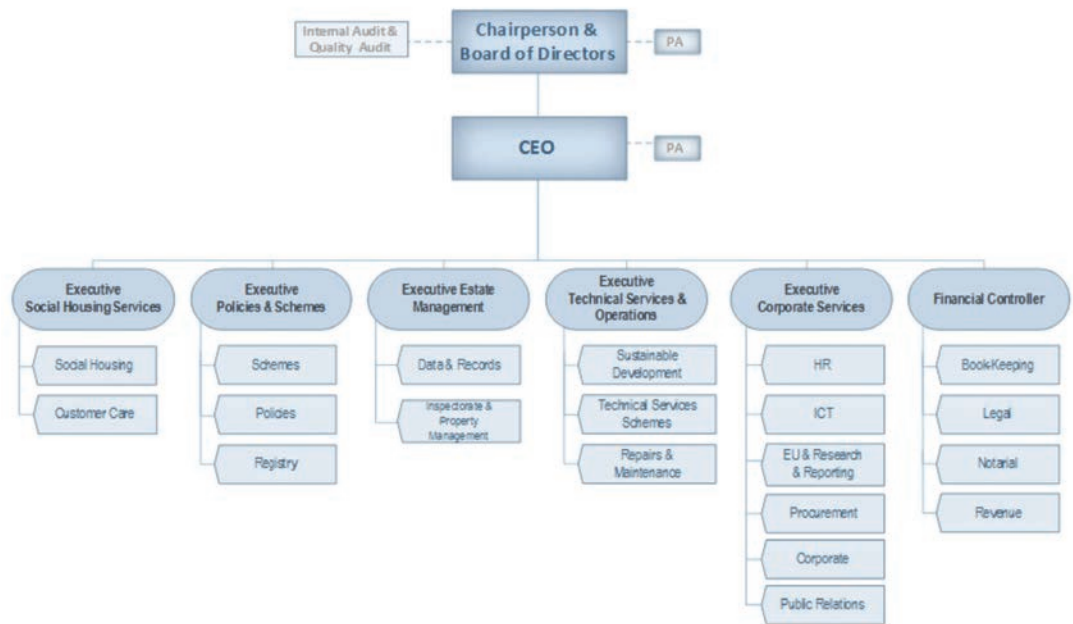 Internal Audit &
Quality Audit
Chairperson &
Board of Directors
PA
CEO
PA
Executive
Social Housing Services
Executive
Policies & Schemes
Executive Estate
Management
Executive
Technical Services &
Operations
Executive
Corporate Services
Financial Controller
Social Housing
Customer Care
Schemes
Policies
Registry
Data & Records
Inspectorate &
Property
Management
Sustainable
Development
Technical Services
Schemes
Repairs &
Maintenance
HR
ICT
EU & Research
& Reporting
Procurement
Corporate
Public Relations
Book-Keeping
Legal
Notarial
Revenue